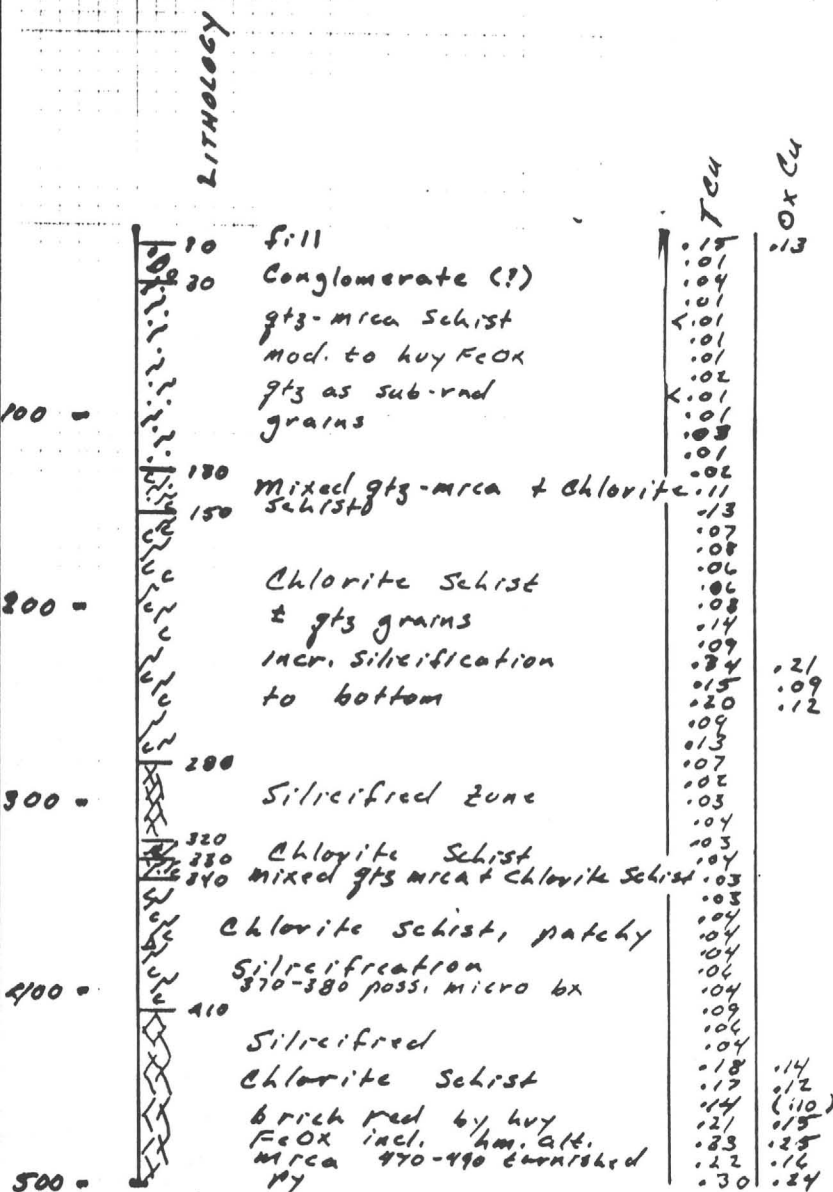 LITHOLOGY
T Cu
Ox Cu
10 fill .15 .13
.01
30 Conglomerate (?) .04
.01
qtz-mica Schist <.01
.01
mod. to hvy FeOx .01
.02
qtz as sub-rnd <.01
100 - grains .01
.03
.01
130 .02
Mixed qtz-mica + Chlorite .11
150 Schists .13
.07
.08
.06
Chlorite Schist .06
200 - ± qtz grains .08
.14
.09
incr. Silicification .34 .21
.15 .09
to bottom .20 .12
.09
.13
280 .07
.02
300 - Silicified zone .03
.04
320 .03
330 Chlorite Schist .04
340 mixed qtz mica + Chlorite Schist .03
.03
.04
Chlorite Schist, patchy .04
.04
Silicification .06
400 - 370-380 poss. micro bx .04
410 .09
.06
Silicified .04
.18 .14
Chlorite Schist .17 .12
.14 (.10)
brick red by hvy .21 .15
FeOx incl. hm. alt. .33 .25
mica 470-490 tarnished .22 .16
500 - py .30 .24